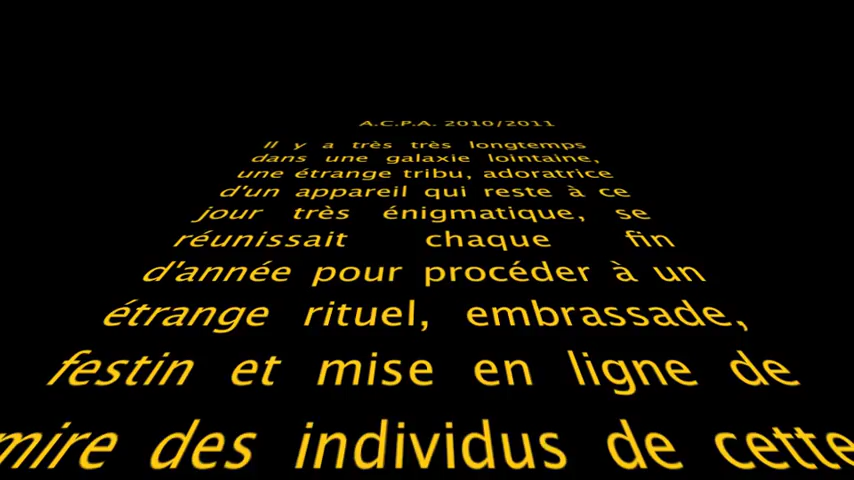 A.C.P.A. 2010/2011
Il y a très très longtemps
dans une galaxie lointaine,
une étrange tribu, adoratrice
d'un appareil qui reste à ce
jour très énigmatique, se
réunissait chaque fin
d'année pour procéder à un
étrange rituel, embrassade,
festin et mise en ligne de
mire des individus de cette